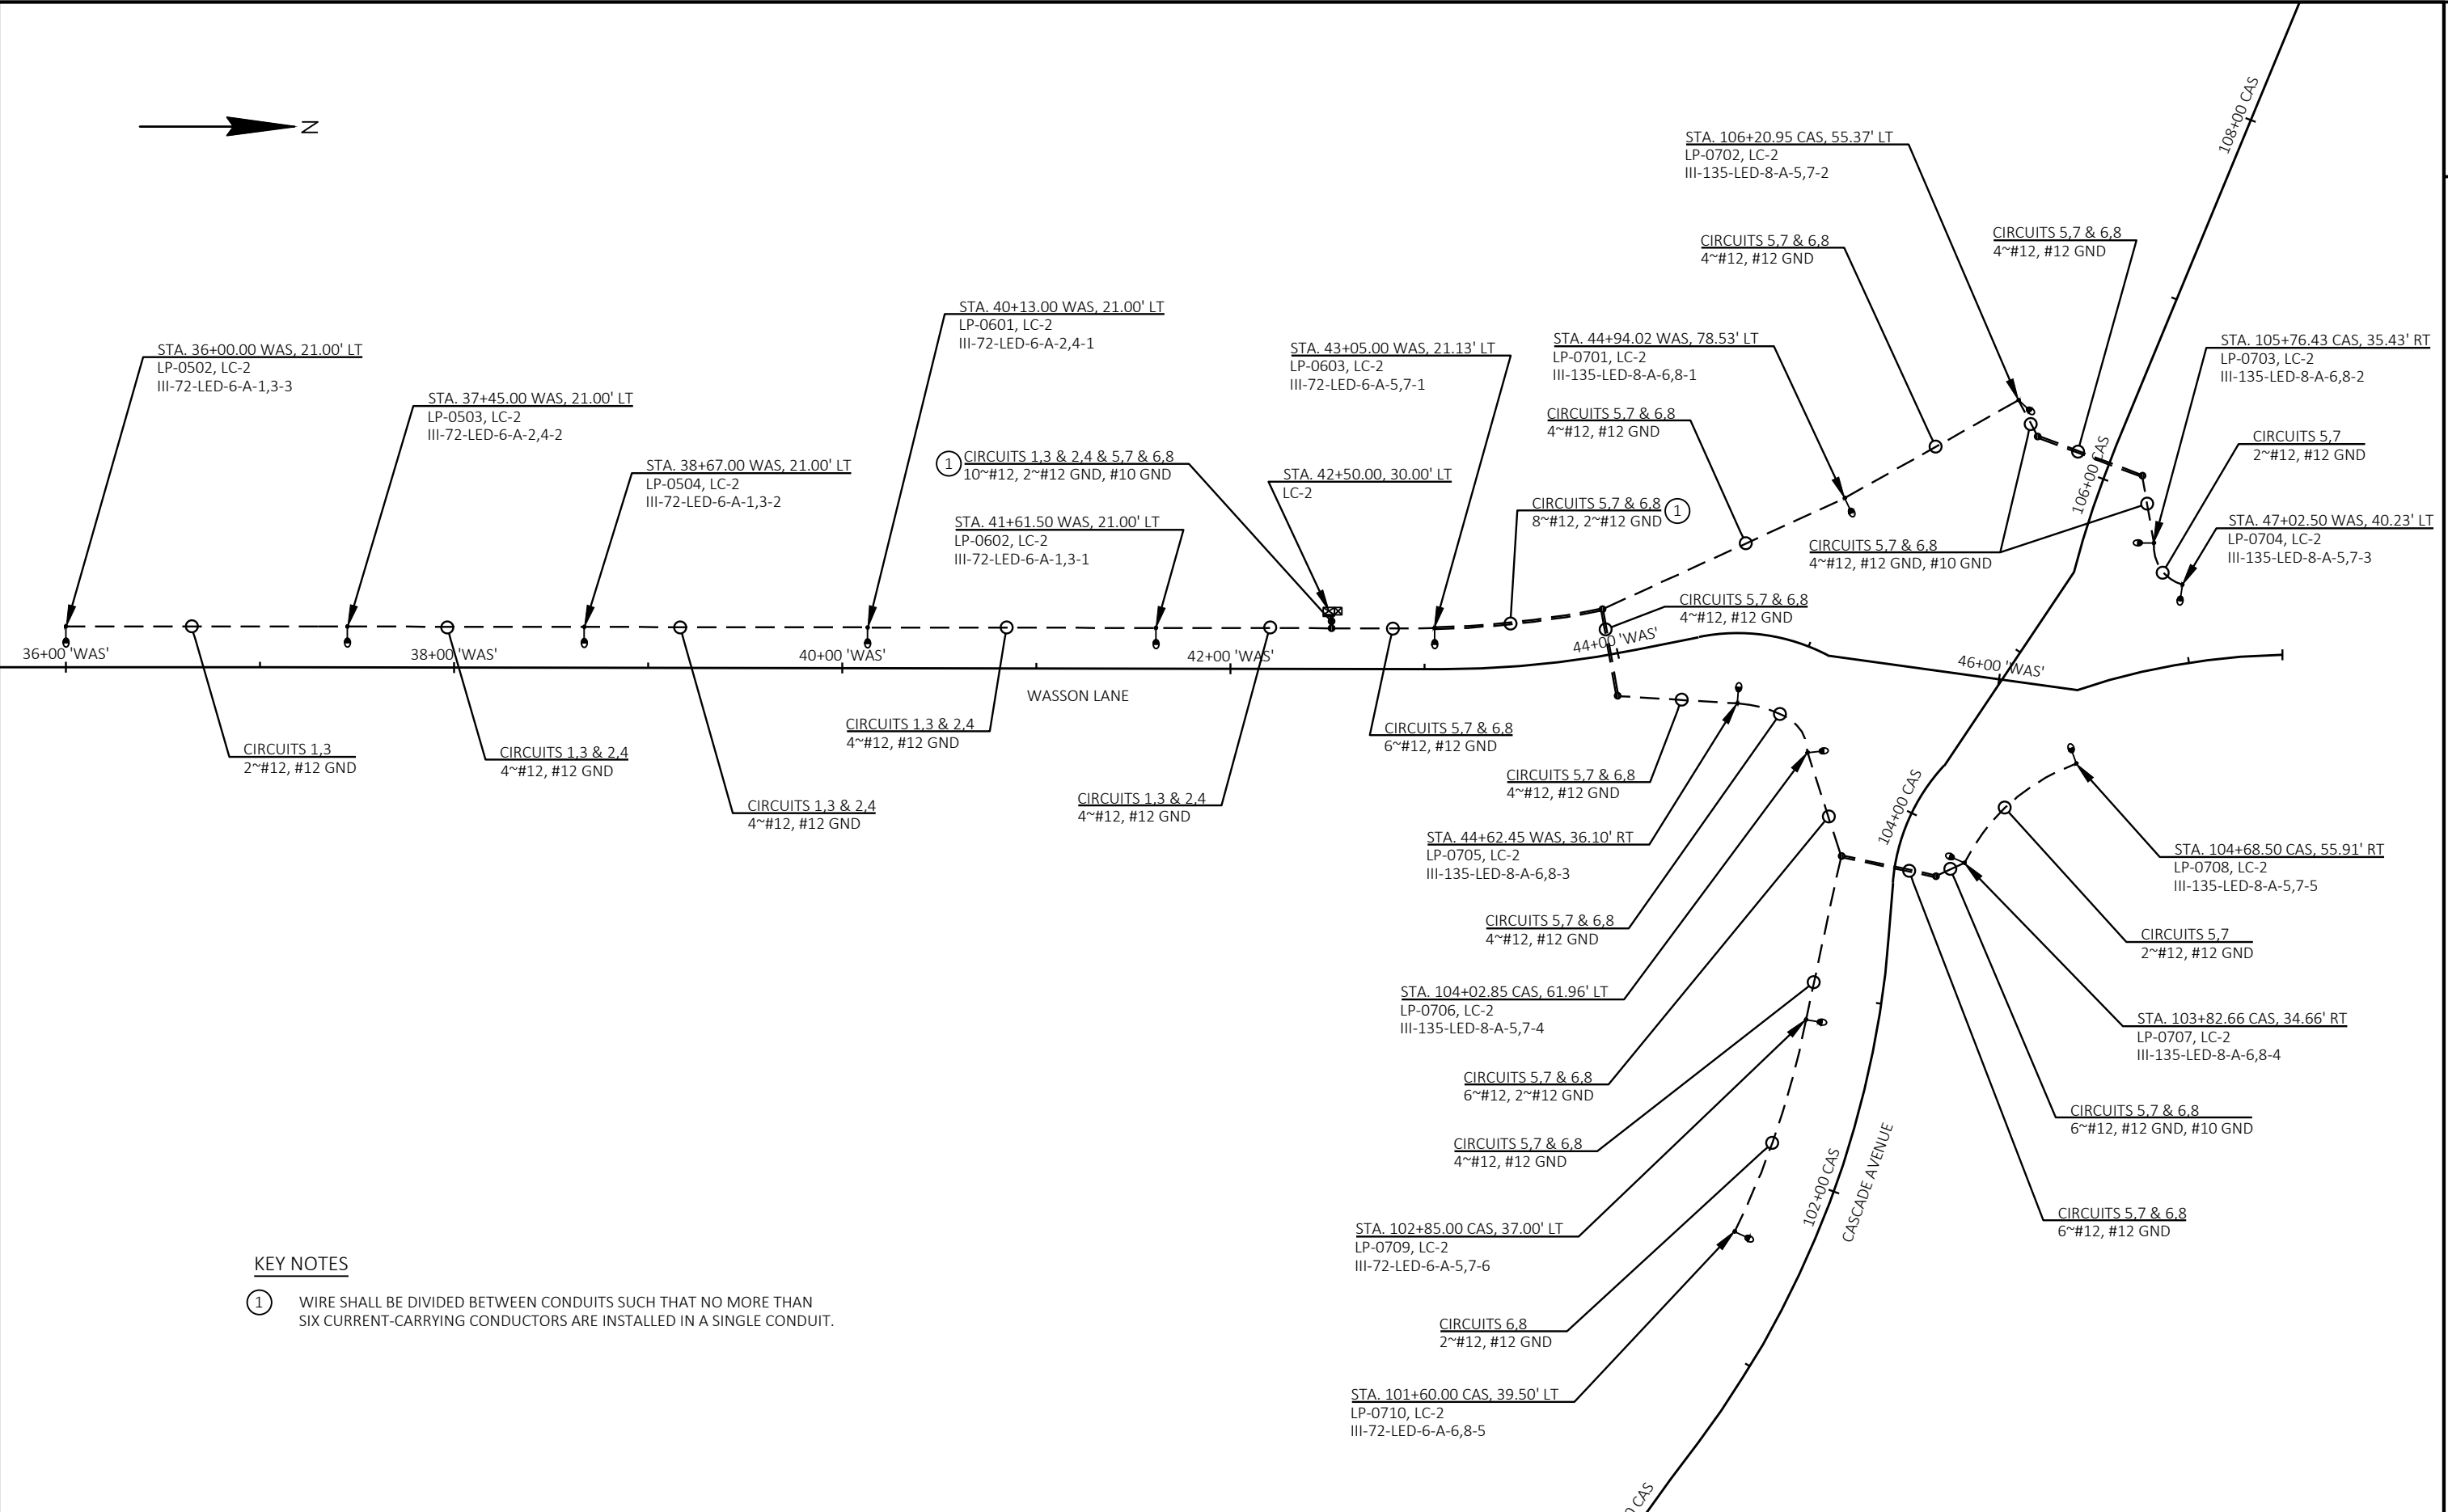 N
108+00 CAS
STA. 106+20.95 CAS, 55.37' LT
LP-0702, LC-2
III-135-LED-8-A-5,7-2
CIRCUITS 5,7 & 6,8
4~#12, #12 GND
CIRCUITS 5,7 & 6,8
4~#12, #12 GND
STA. 40+13.00 WAS, 21.00' LT
LP-0601, LC-2
III-72-LED-6-A-2,4-1
STA. 36+00.00 WAS, 21.00' LT
LP-0502, LC-2
III-72-LED-6-A-1,3-3
STA. 43+05.00 WAS, 21.13' LT
LP-0603, LC-2
III-72-LED-6-A-5,7-1
STA. 44+94.02 WAS, 78.53' LT
LP-0701, LC-2
III-135-LED-8-A-6,8-1
STA. 105+76.43 CAS, 35.43' RT
LP-0703, LC-2
III-135-LED-8-A-6,8-2
STA. 37+45.00 WAS, 21.00' LT
LP-0503, LC-2
III-72-LED-6-A-2,4-2
CIRCUITS 5,7 & 6,8
4~#12, #12 GND
CIRCUITS 5,7
2~#12, #12 GND
STA. 38+67.00 WAS, 21.00' LT
LP-0504, LC-2
III-72-LED-6-A-1,3-2
1
CIRCUITS 1,3 & 2,4 & 5,7 & 6,8
10~#12, 2~#12 GND, #10 GND
STA. 42+50.00, 30.00' LT
LC-2
106+00 CAS
CIRCUITS 5,7 & 6,8
8~#12, 2~#12 GND
1
STA. 41+61.50 WAS, 21.00' LT
LP-0602, LC-2
III-72-LED-6-A-1,3-1
STA. 47+02.50 WAS, 40.23' LT
LP-0704, LC-2
III-135-LED-8-A-5,7-3
CIRCUITS 5,7 & 6,8
4~#12, #12 GND, #10 GND
CIRCUITS 5,7 & 6,8
4~#12, #12 GND
36+00 'WAS'
38+00 'WAS'
40+00 'WAS'
42+00 'WAS'
44+00 'WAS'
46+00 'WAS'
WASSON LANE
CIRCUITS 1,3
2~#12, #12 GND
CIRCUITS 1,3 & 2,4
4~#12, #12 GND
CIRCUITS 1,3 & 2,4
4~#12, #12 GND
CIRCUITS 1,3 & 2,4
4~#12, #12 GND
CIRCUITS 1,3 & 2,4
4~#12, #12 GND
CIRCUITS 5,7 & 6,8
6~#12, #12 GND
CIRCUITS 5,7 & 6,8
4~#12, #12 GND
104+00 CAS
STA. 44+62.45 WAS, 36.10' RT
LP-0705, LC-2
III-135-LED-8-A-6,8-3
STA. 104+68.50 CAS, 55.91' RT
LP-0708, LC-2
III-135-LED-8-A-5,7-5
CIRCUITS 5,7 & 6,8
4~#12, #12 GND
CIRCUITS 5,7
2~#12, #12 GND
STA. 104+02.85 CAS, 61.96' LT
LP-0706, LC-2
III-135-LED-8-A-5,7-4
STA. 103+82.66 CAS, 34.66' RT
LP-0707, LC-2
III-135-LED-8-A-6,8-4
CIRCUITS 5,7 & 6,8
6~#12, 2~#12 GND
CIRCUITS 5,7 & 6,8
6~#12, #12 GND, #10 GND
CIRCUITS 5,7 & 6,8
4~#12, #12 GND
102+00 CAS
CASCADE AVENUE
CIRCUITS 5,7 & 6,8
6~#12, #12 GND
STA. 102+85.00 CAS, 37.00' LT
LP-0709, LC-2
III-72-LED-6-A-5,7-6
CIRCUITS 6,8
2~#12, #12 GND
STA. 101+60.00 CAS, 39.50' LT
LP-0710, LC-2
III-72-LED-6-A-6,8-5
KEY NOTES
1 WIRE SHALL BE DIVIDED BETWEEN CONDUITS SUCH THAT NO MORE THAN
SIX CURRENT-CARRYING CONDUCTORS ARE INSTALLED IN A SINGLE CONDUIT.
CAS